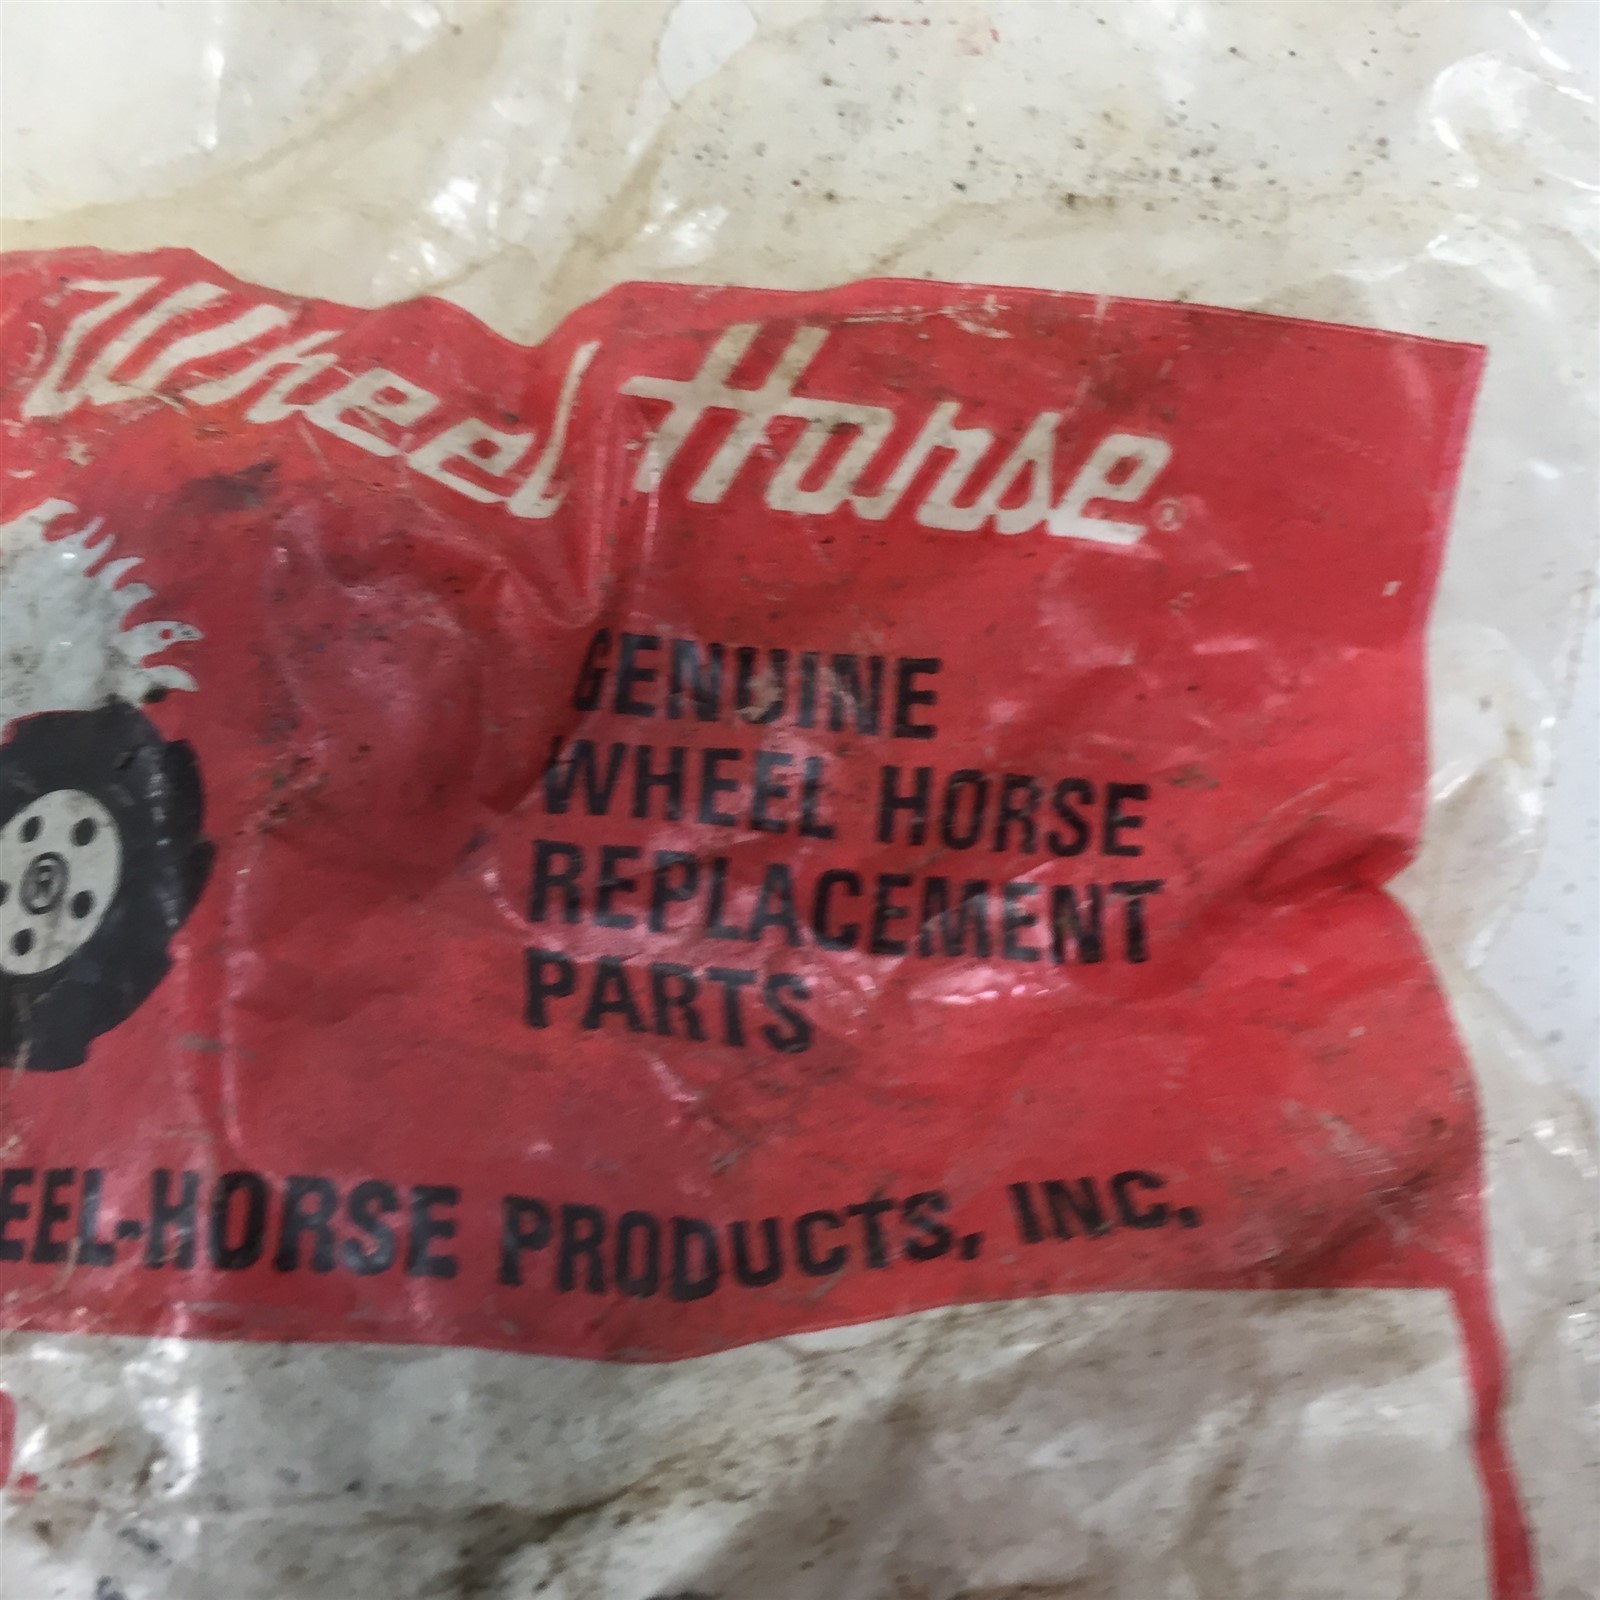 Wheel Horse®
GENUINE
WHEEL HORSE
REPLACEMENT
PARTS
®
EEL-HORSE PRODUCTS, INC.